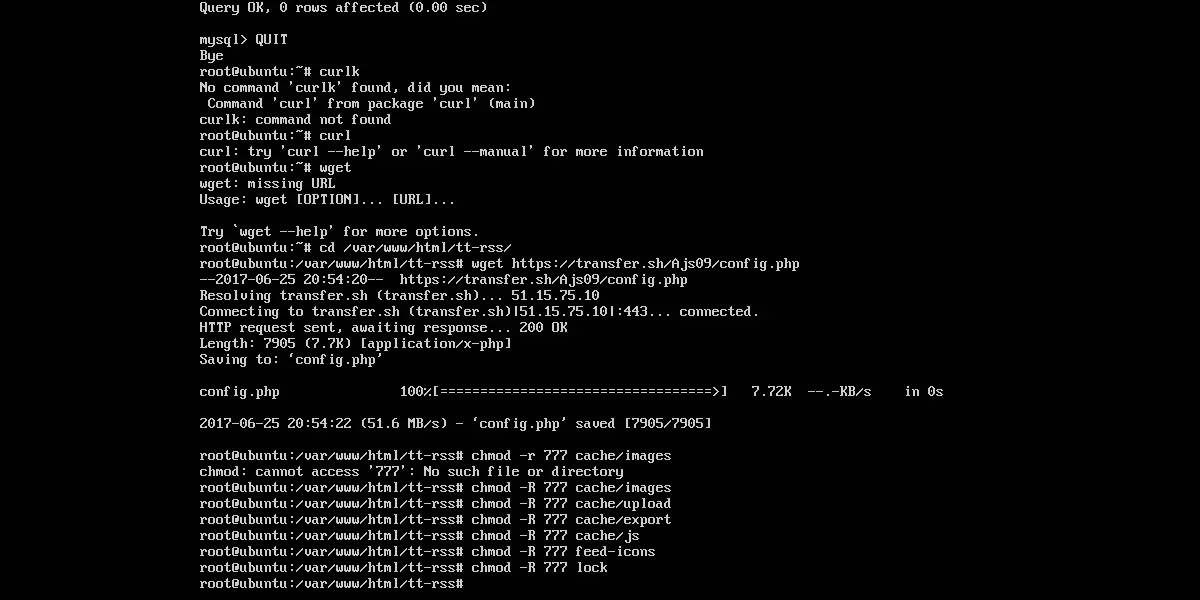 Query OK, 0 rows affected (0.00 sec)
mysql> QUIT
Bye
root@ubuntu:~# curlk
No command 'curlk' found, did you mean:
 Command 'curl' from package 'curl' (main)
curlk: command not found
root@ubuntu:~# curl
curl: try 'curl --help' or 'curl --manual' for more information
root@ubuntu:~# wget
wget: missing URL
Usage: wget [OPTION]... [URL]...
Try `wget --help' for more options.
root@ubuntu:~# cd /var/www/html/tt-rss/
root@ubuntu:/var/www/html/tt-rss# wget https://transfer.sh/Ajs09/config.php
--2017-06-25 20:54:20--  https://transfer.sh/Ajs09/config.php
Resolving transfer.sh (transfer.sh)... 51.15.75.10
Connecting to transfer.sh (transfer.sh)|51.15.75.10|:443... connected.
HTTP request sent, awaiting response... 200 OK
Length: 7905 (7.7K) [application/x-php]
Saving to: ‘config.php’
config.php               100%[==================================>]   7.72K  --.-KB/s    in 0s
2017-06-25 20:54:22 (51.6 MB/s) - ‘config.php’ saved [7905/7905]
root@ubuntu:/var/www/html/tt-rss# chmod -r 777 cache/images
chmod: cannot access '777': No such file or directory
root@ubuntu:/var/www/html/tt-rss# chmod -R 777 cache/images
root@ubuntu:/var/www/html/tt-rss# chmod -R 777 cache/upload
root@ubuntu:/var/www/html/tt-rss# chmod -R 777 cache/export
root@ubuntu:/var/www/html/tt-rss# chmod -R 777 cache/js
root@ubuntu:/var/www/html/tt-rss# chmod -R 777 feed-icons
root@ubuntu:/var/www/html/tt-rss# chmod -R 777 lock
root@ubuntu:/var/www/html/tt-rss#